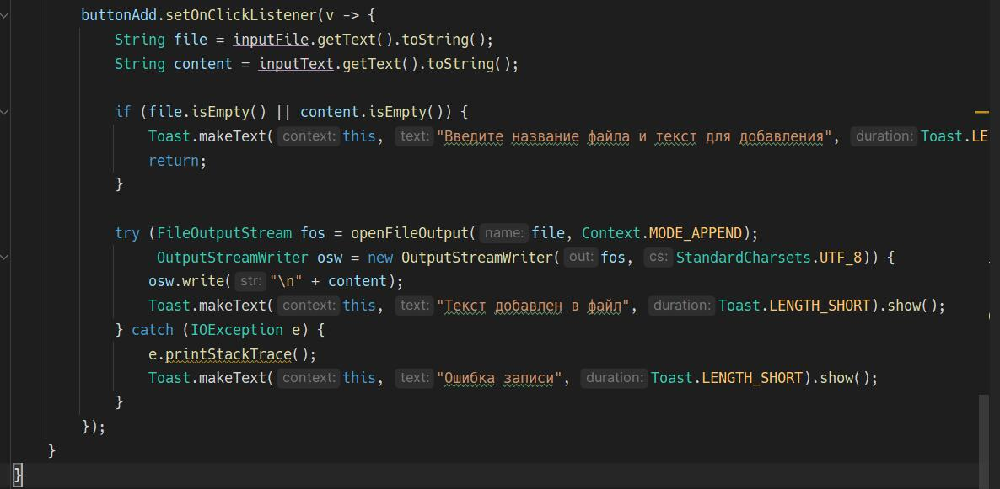 buttonAdd.setOnClickListener(v -> {
String file = inputFile.getText().toString();
String content = inputText.getText().toString();
if (file.isEmpty() || content.isEmpty()) {
Toast.makeText( context: this, text: "Введите название файла и текст для добавления", duration: Toast.LE
return;
}
try (FileOutputStream fos = openFileOutput( name: file, Context.MODE_APPEND);
OutputStreamWriter osw = new OutputStreamWriter( out: fos, cs: StandardCharsets.UTF_8)) {
osw.write( str: "\n" + content);
Toast.makeText( context: this, text: "Текст добавлен в файл", duration: Toast.LENGTH_SHORT).show();
} catch (IOException e) {
e.printStackTrace();
Toast.makeText( context: this, text: "Ошибка записи", duration: Toast.LENGTH_SHORT).show();
}
});
}
}